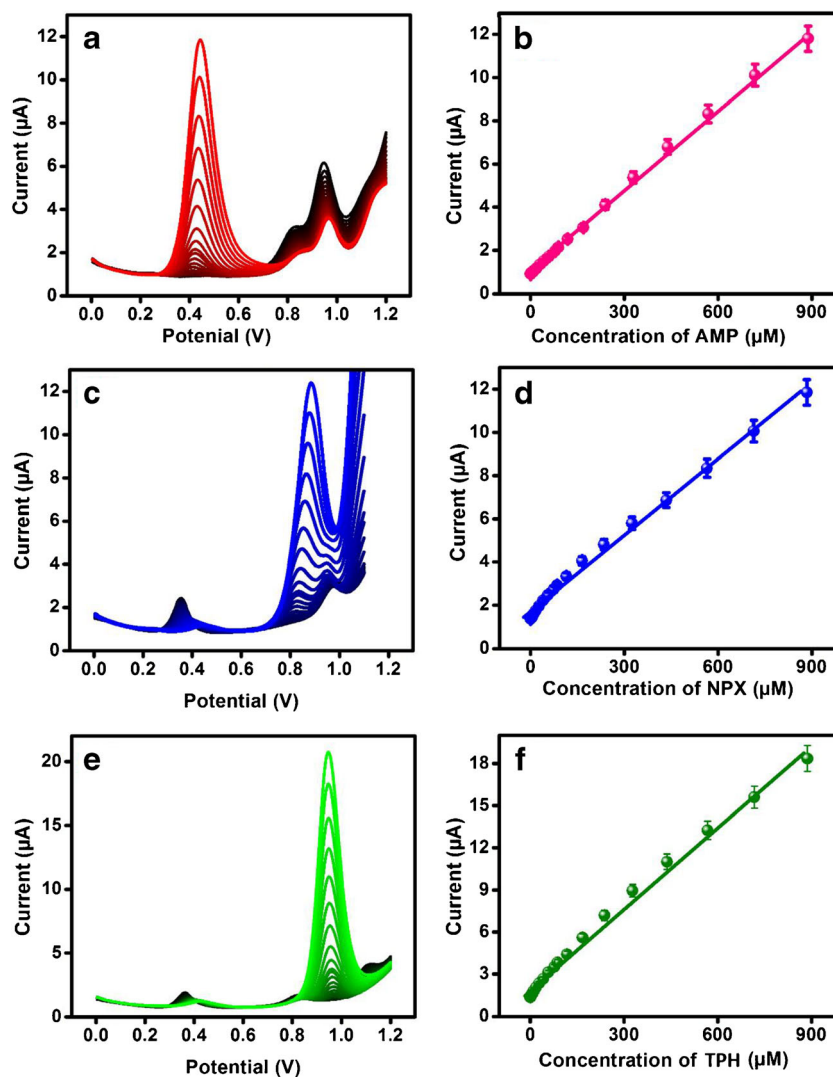 a
12
10
8
6
4
2
0
Current (µA)
0.0 0.2 0.4 0.6 0.8 1.0 1.2
Potenial (V)
b
12
10
8
6
4
2
0
Current (µA)
0 300 600 900
Concentration of AMP (µM)
c
12
10
8
6
4
2
0
Current (µA)
0.0 0.2 0.4 0.6 0.8 1.0 1.2
Potential (V)
d
12
10
8
6
4
2
0
Current (µA)
0 300 600 900
Concentration of NPX (µM)
e
20
15
10
5
0
Current (µA)
0.0 0.2 0.4 0.6 0.8 1.0 1.2
Potential (V)
f
18
15
12
9
6
3
0
Current (µA)
0 300 600 900
Concentration of TPH (µM)